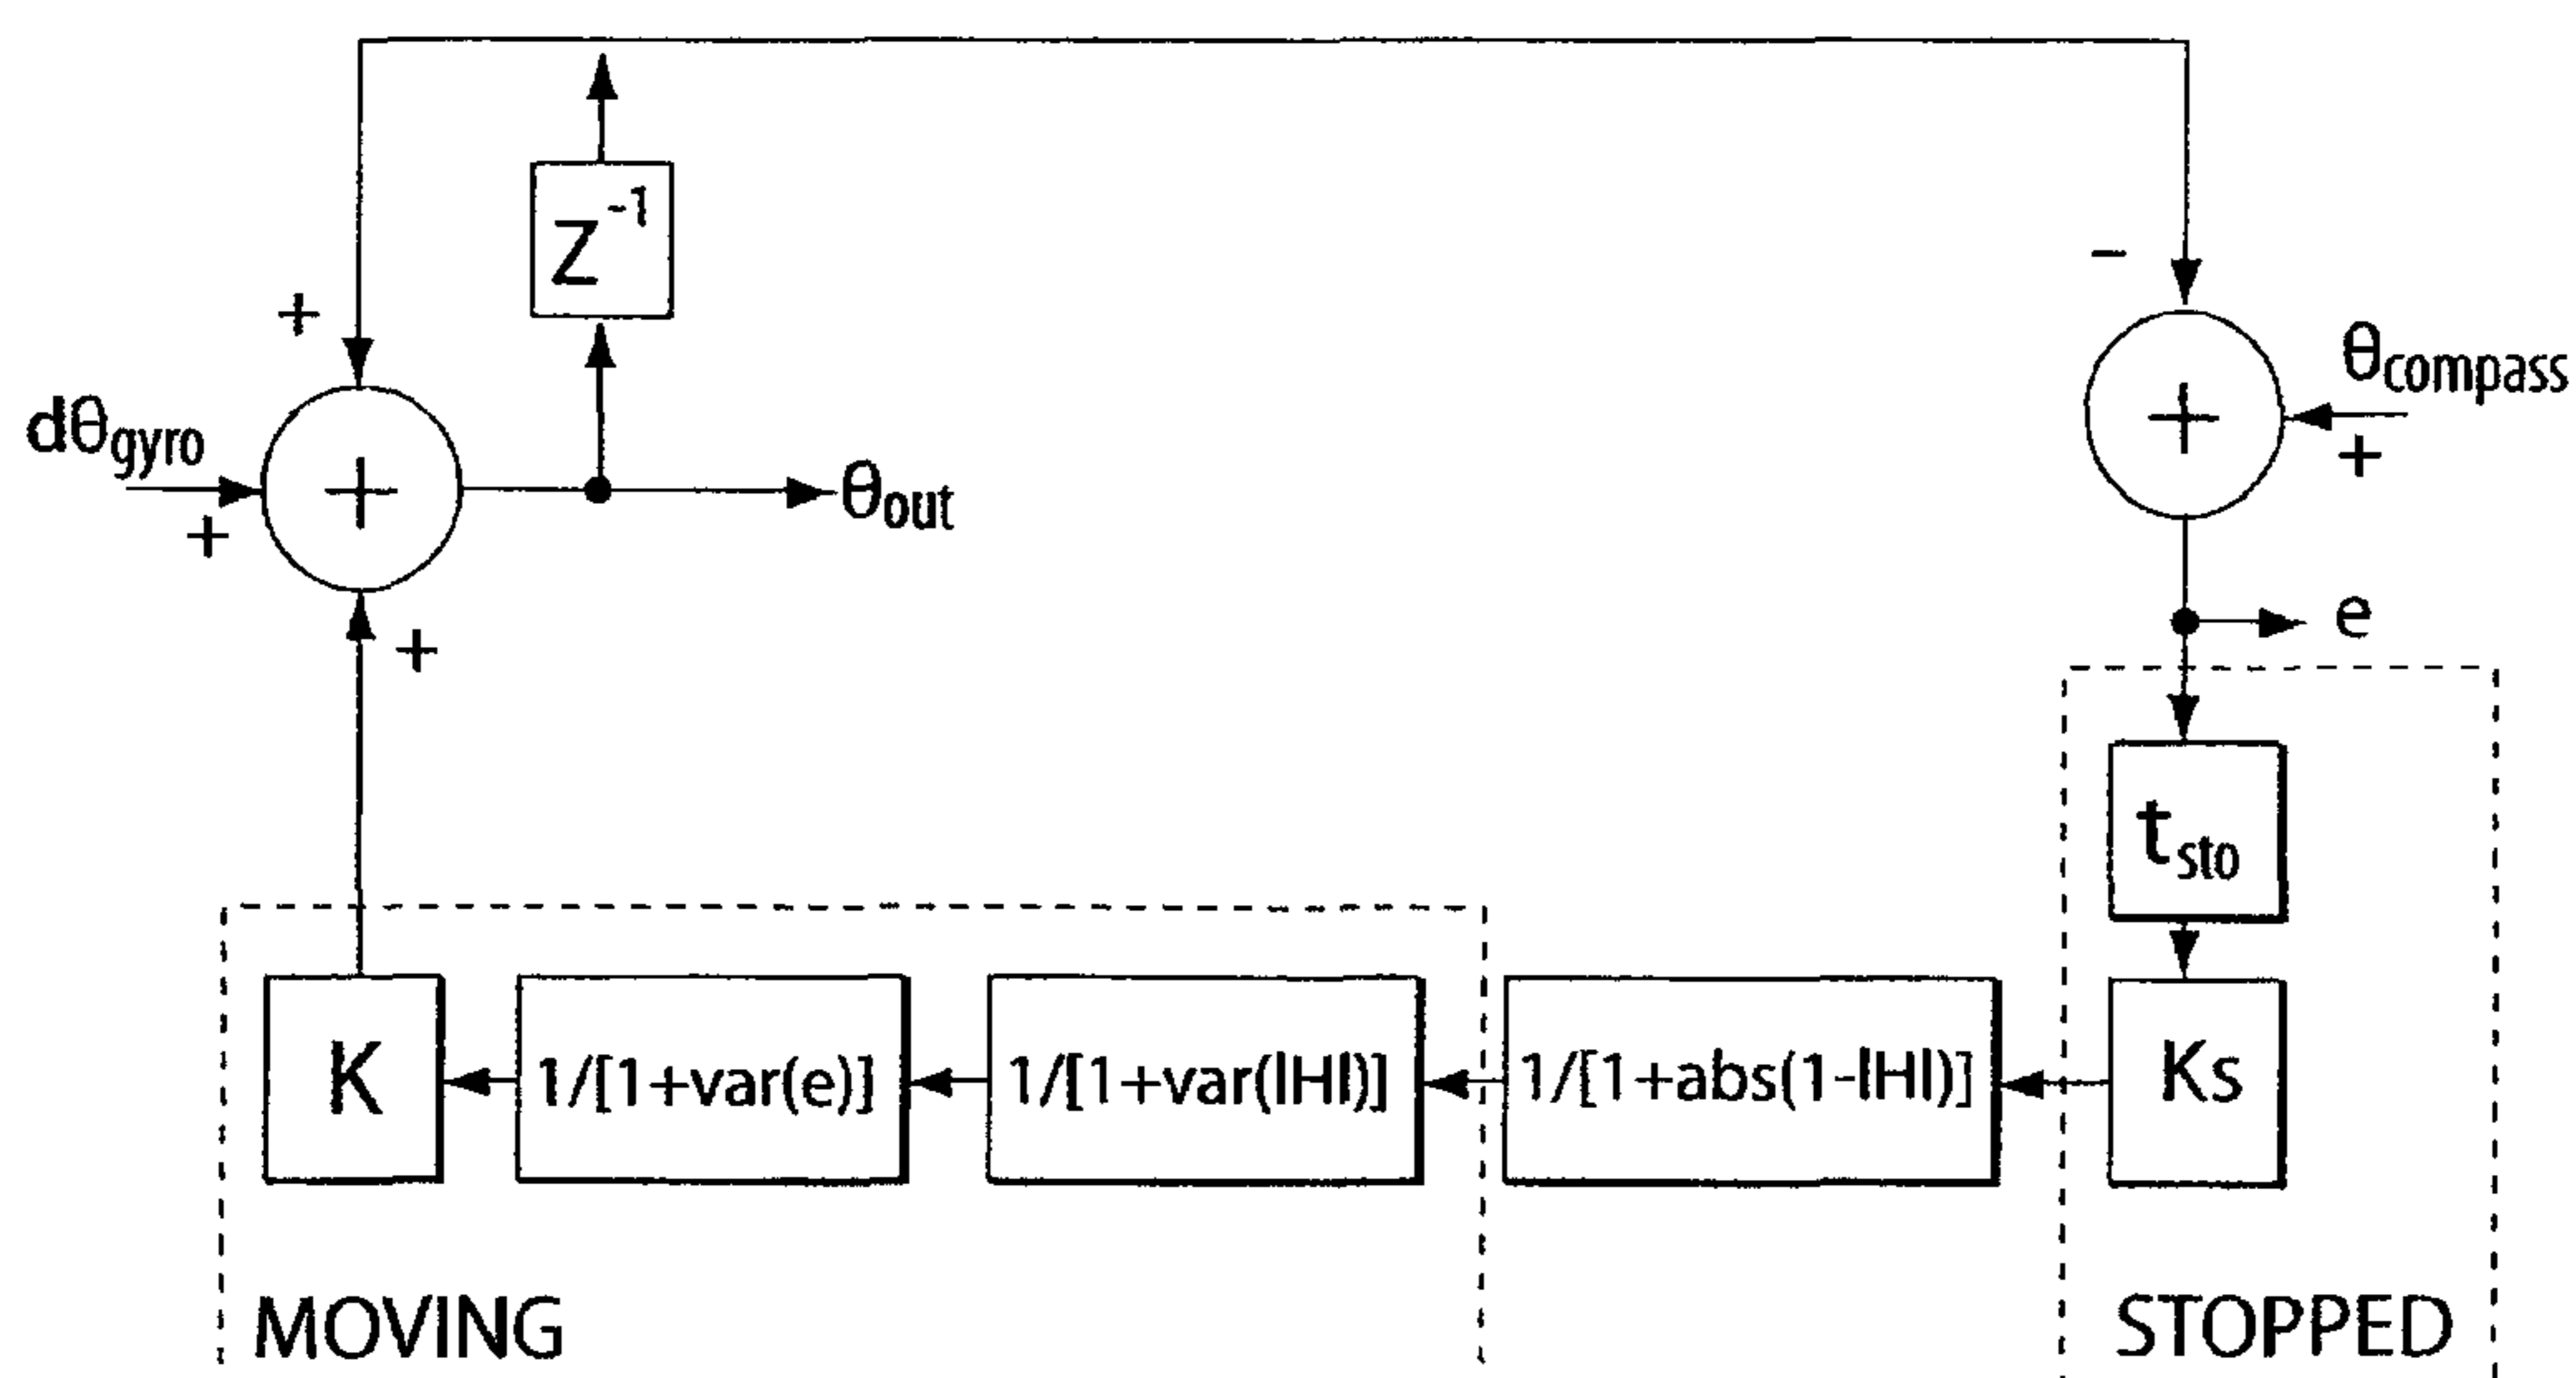 Z⁻¹
−
+
θcompass
dθgyro
+
+
θout
+
+
+
e
tsto
K
1/[1+var(e)]
1/[1+var(|H|)]
1/[1+abs(1-|H|)]
Ks
MOVING
STOPPED